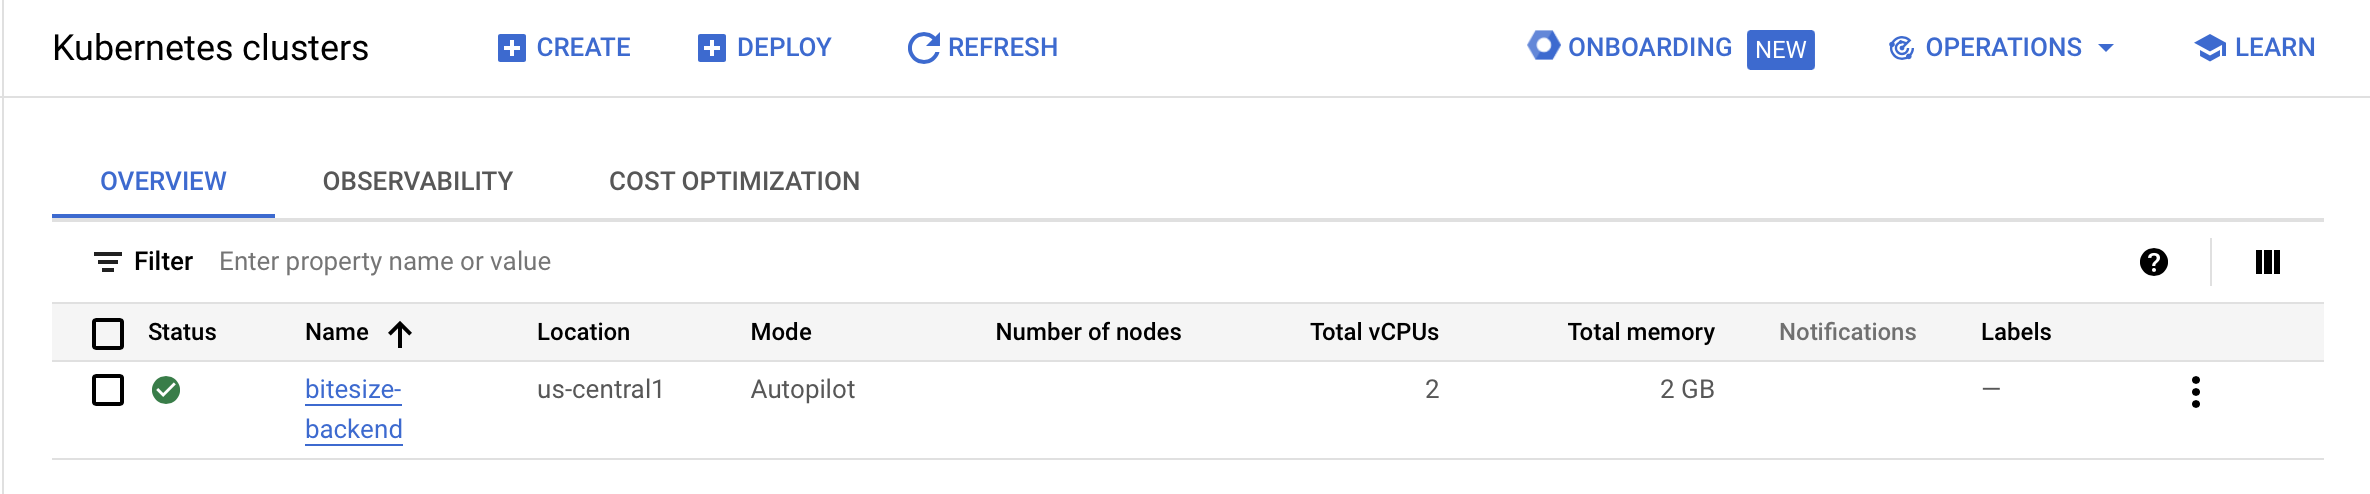 Kubernetes clusters CREATE DEPLOY REFRESH ONBOARDING NEW OPERATIONS LEARN
OVERVIEW OBSERVABILITY COST OPTIMIZATION
Filter Enter property name or value
Status Name Location Mode Number of nodes Total vCPUs Total memory Notifications Labels
bitesize- us-central1 Autopilot 2 2 GB —
backend